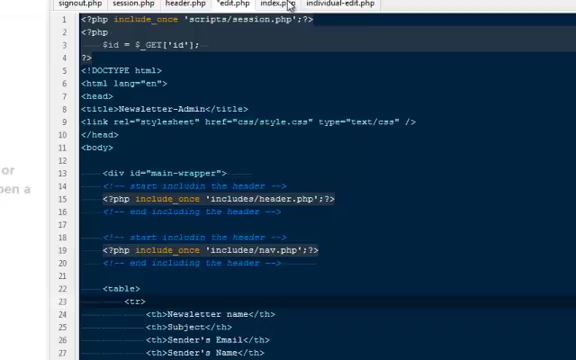 signout.php session.php header.php *edit.php index.php individual-edit.php
1 <?php include_once 'scripts/session.php';?>
2 <?php
3 $id = $_GET['id'];
4 ?>
5 <!DOCTYPE html>
6 <html lang="en">
7 <head>
8 <title>Newsletter-Admin</title>
9 <link rel="stylesheet" href="css/style.css" type="text/css" />
10 </head>
11 <body>
12
13 <div id="main-wrapper">
14 <!-- start includin the header -->
15 <?php include_once 'includes/header.php';?>
16 <!-- end including the header -->
17
18 <!-- start includin the header -->
19 <?php include_once 'includes/nav.php';?>
20 <!-- end including the header -->
21
22 <table>
23 <tr>
24 <th>Newsletter name</th>
25 <th>Subject</th>
26 <th>Sender's Email</th>
27 <th>Sender's Name</th>
or
pen a